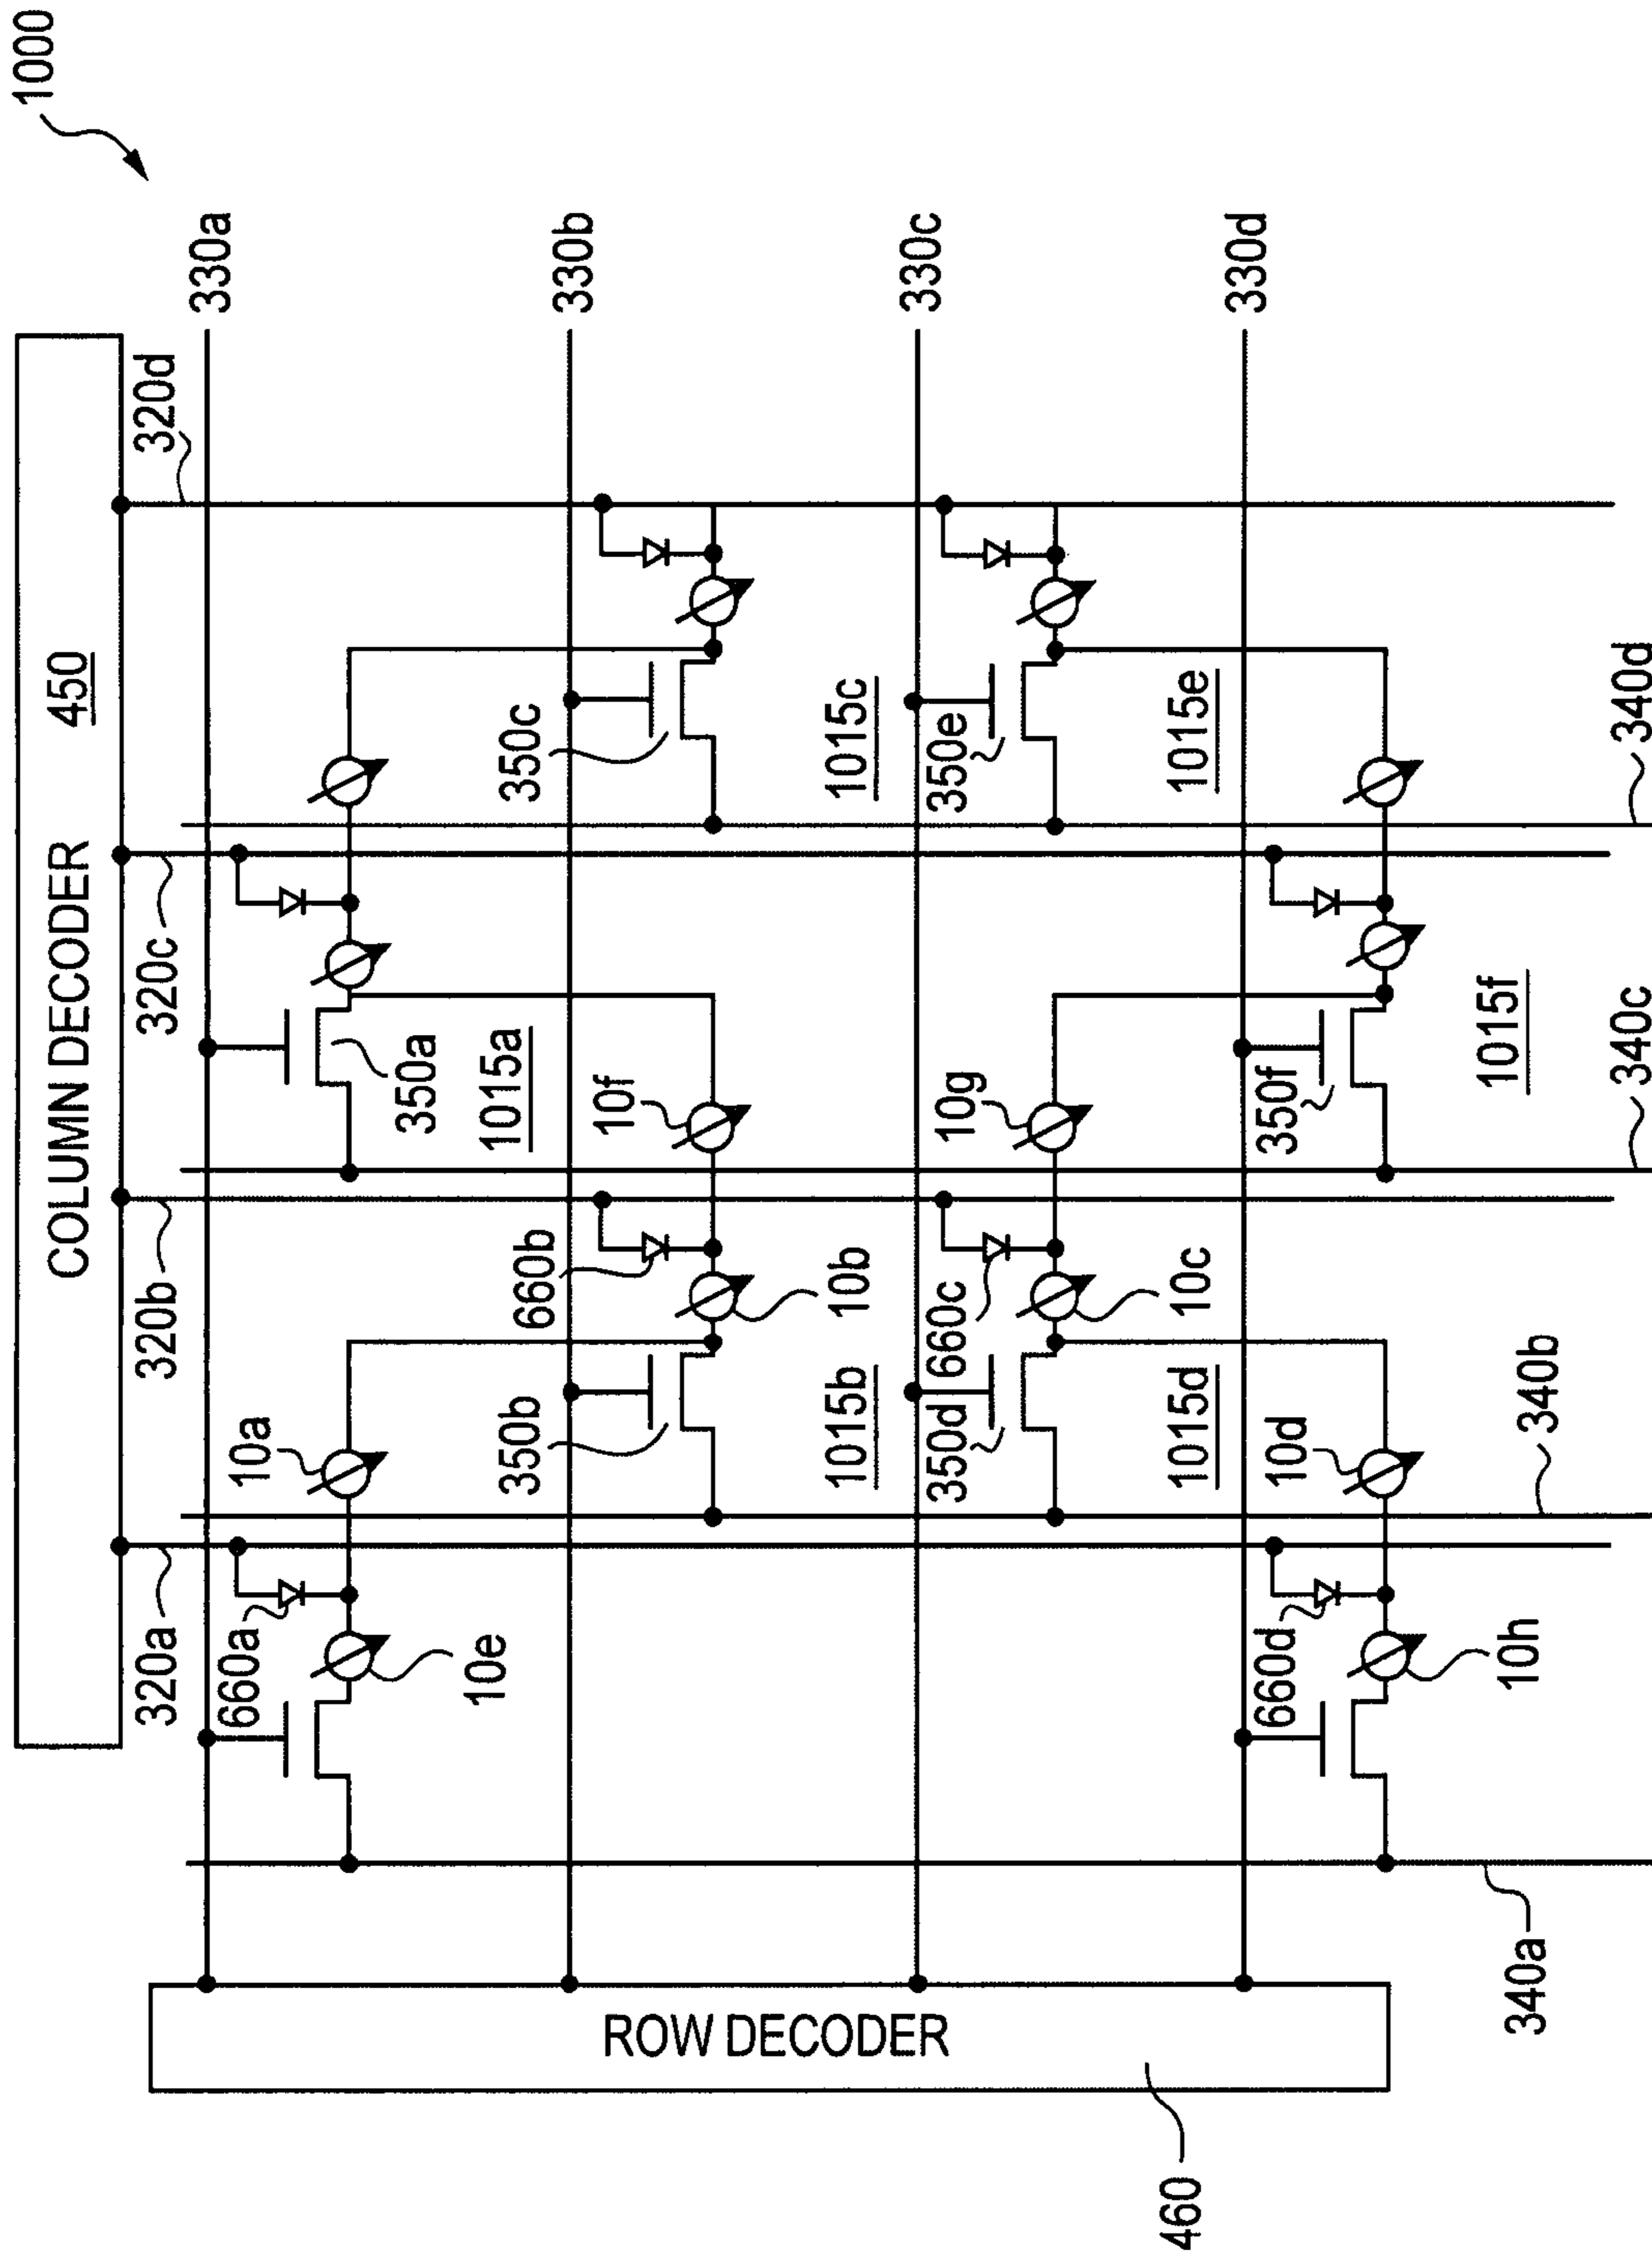 1000
COLUMN DECODER 450
320a
320b
320c
320d
330a
660a
10a
10e
350a
1015a
330b
660b
10f
350b
10b
350c
1015b
1015c
330c
660c
10g
350d
10c
350e
1015d
1015e
330d
660d
10d
350f
10h
1015f
ROW DECODER
460
340a
340b
340c
340d